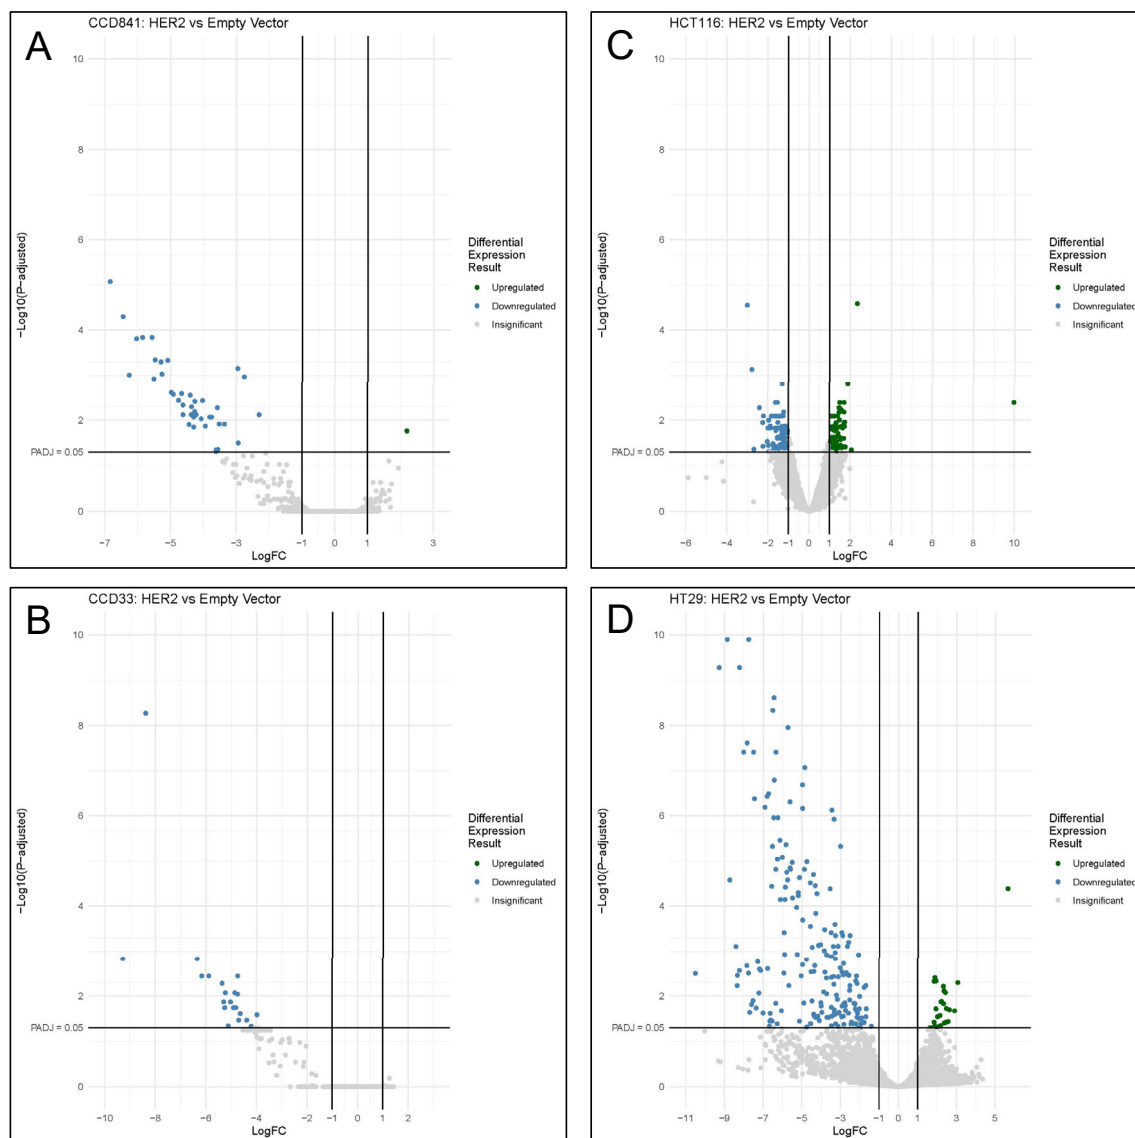 A
CCD841: HER2 vs Empty Vector
−Log10(P−adjusted)
10
8
6
4
2
PADJ = 0.05
0
−7
−5
−3
−1
0
1
3
LogFC
Differential
Expression
Result
Upregulated
Downregulated
Insignificant
C
HCT116: HER2 vs Empty Vector
−Log10(P−adjusted)
10
8
6
4
2
PADJ = 0.05
0
−6
−4
−2
−1
0
1
2
4
6
8
10
LogFC
Differential
Expression
Result
Upregulated
Downregulated
Insignificant
B
CCD33: HER2 vs Empty Vector
−Log10(P−adjusted)
10
8
6
4
2
PADJ = 0.05
0
−10
−8
−6
−4
−2
−1
0
1
2
LogFC
Differential
Expression
Result
Upregulated
Downregulated
Insignificant
D
HT29: HER2 vs Empty Vector
−Log10(P−adjusted)
10
8
6
4
2
PADJ = 0.05
0
−11
−9
−7
−5
−3
−1
0
1
3
5
LogFC
Differential
Expression
Result
Upregulated
Downregulated
Insignificant